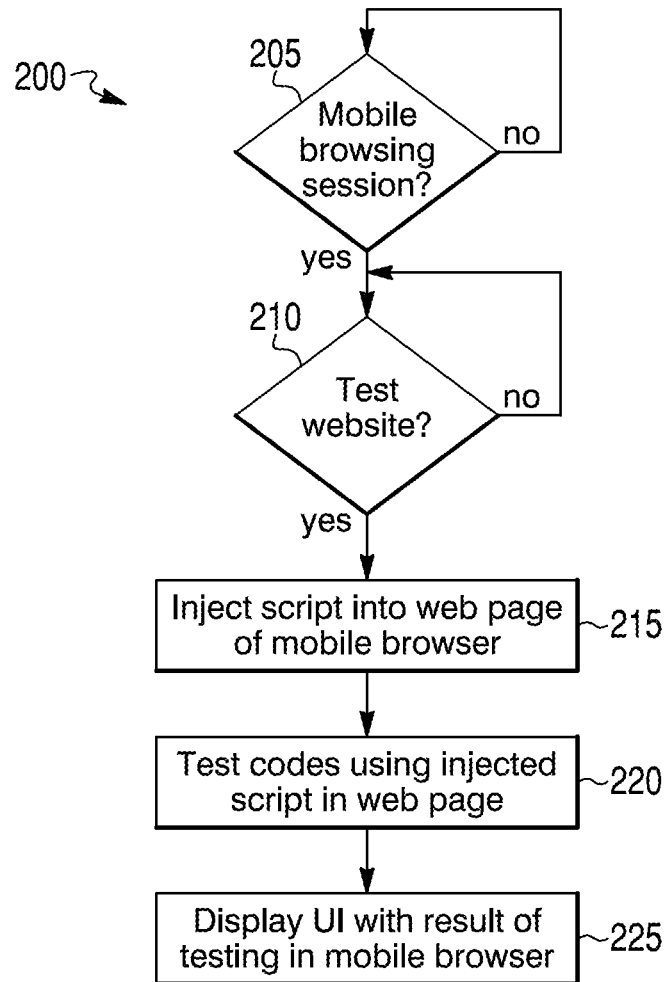 200
205
Mobile
browsing
session?
no
yes
210
Test
website?
no
yes
Inject script into web page
of mobile browser
215
Test codes using injected
script in web page
220
Display UI with result of
testing in mobile browser
225